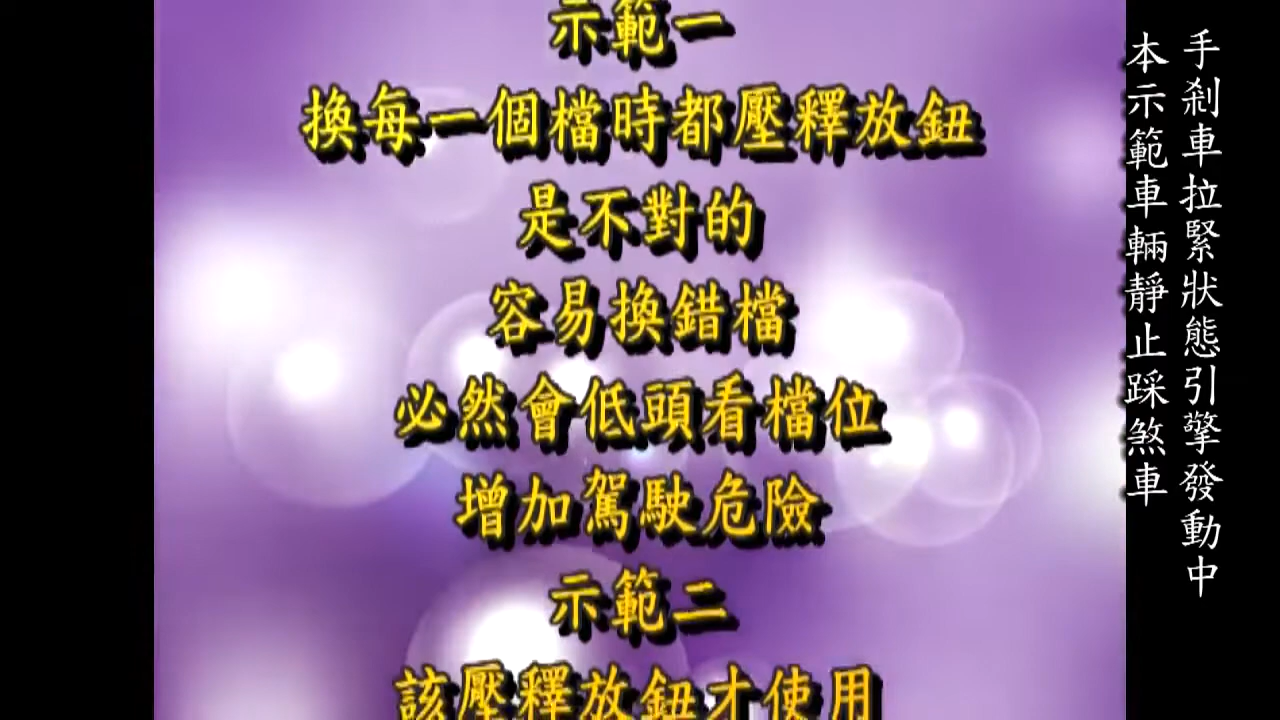 示範一
換每一個檔時都壓釋放鈕
是不對的
容易換錯檔
必然會低頭看檔位
增加駕駛危險
示範二
該壓釋放鈕才使用
手剎車拉緊狀態引擎發動中
本示範車輛靜止踩煞車